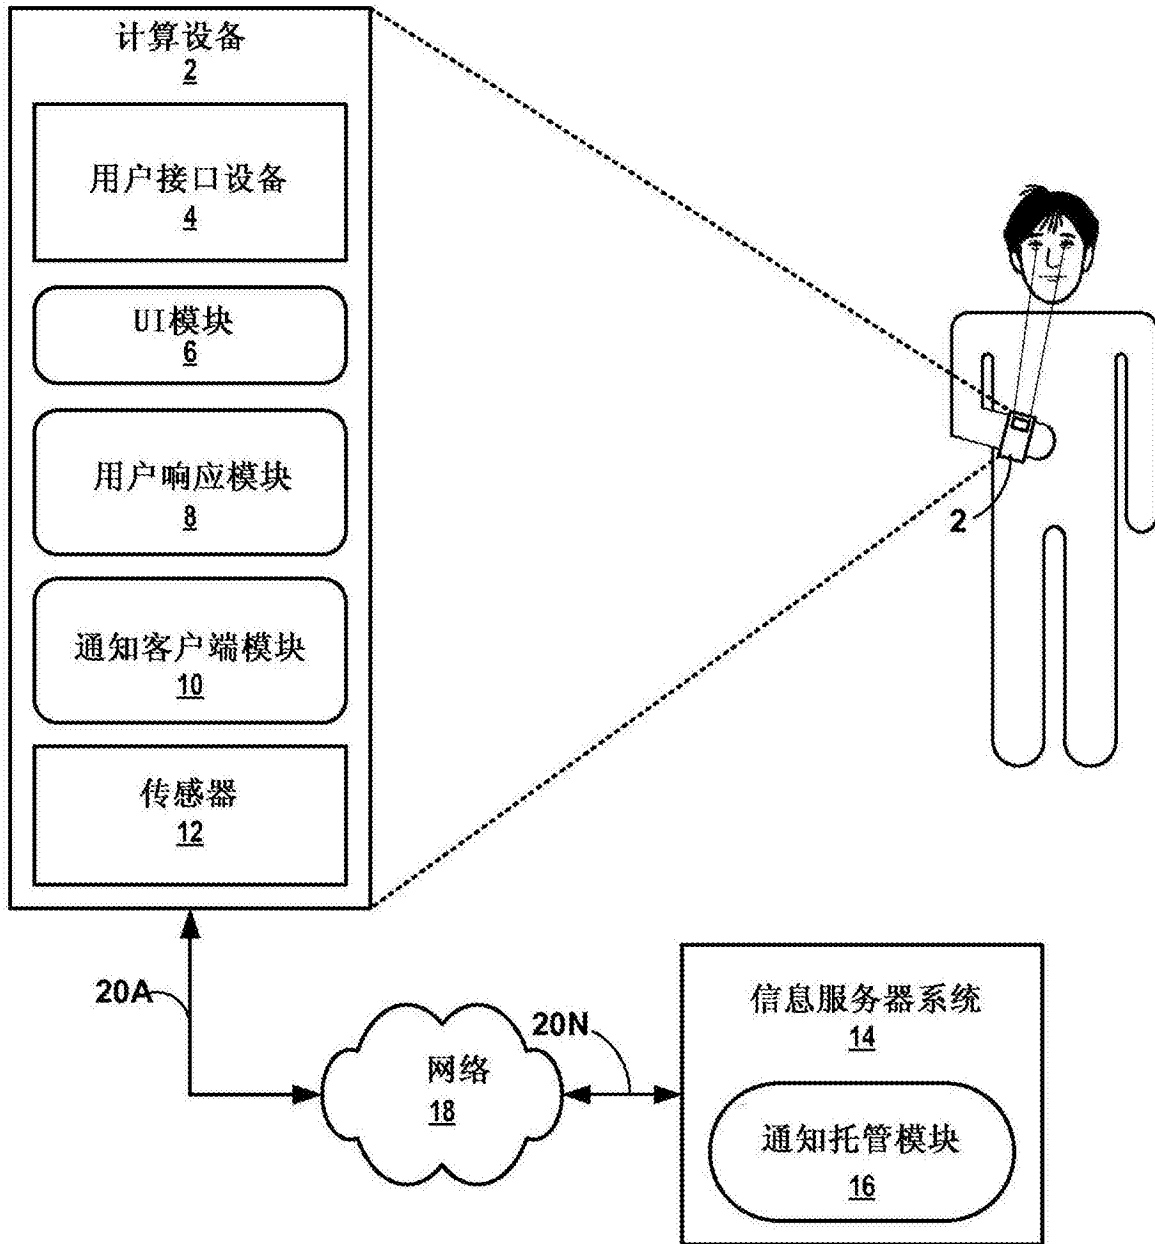 计算设备
2
用户接口设备
4
UI模块
6
用户响应模块
8
通知客户端模块
10
传感器
12
2
20A
网络
18
20N
信息服务器系统
14
通知托管模块
16